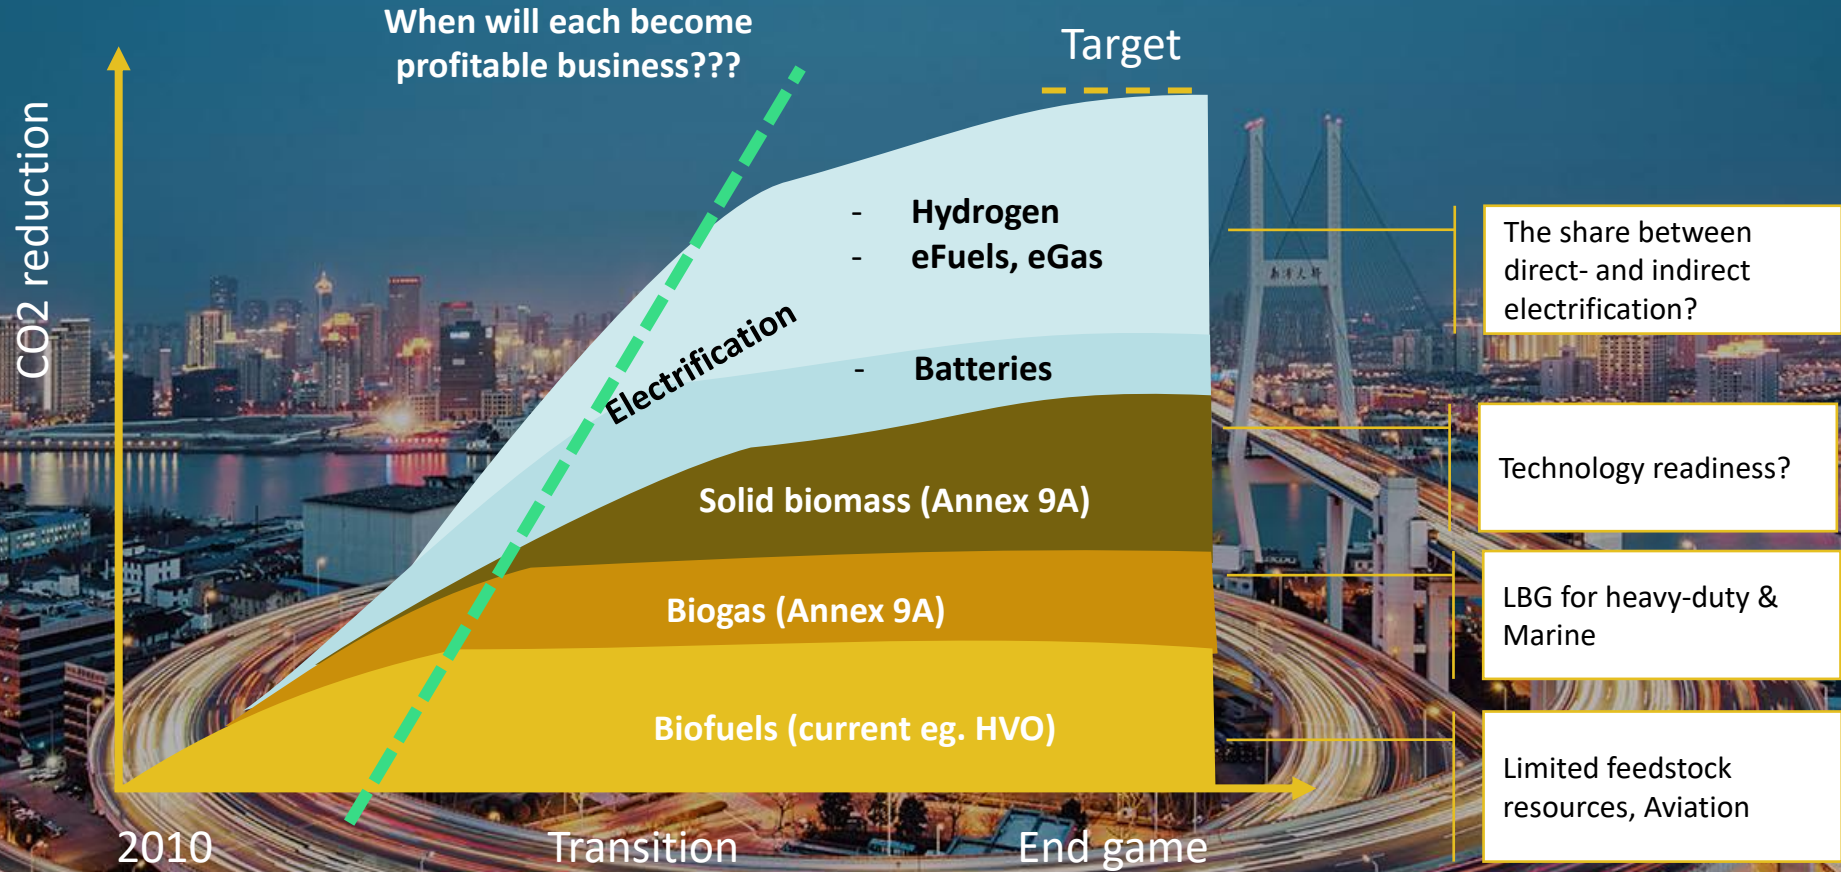 When will each become
profitable business???
Target
CO2 reduction
- Hydrogen
- eFuels, eGas
Electrification
- Batteries
Solid biomass (Annex 9A)
Biogas (Annex 9A)
Biofuels (current eg. HVO)
2010
Transition
End game
The share between
direct- and indirect
electrification?
Technology readiness?
LBG for heavy-duty &
Marine
Limited feedstock
resources, Aviation